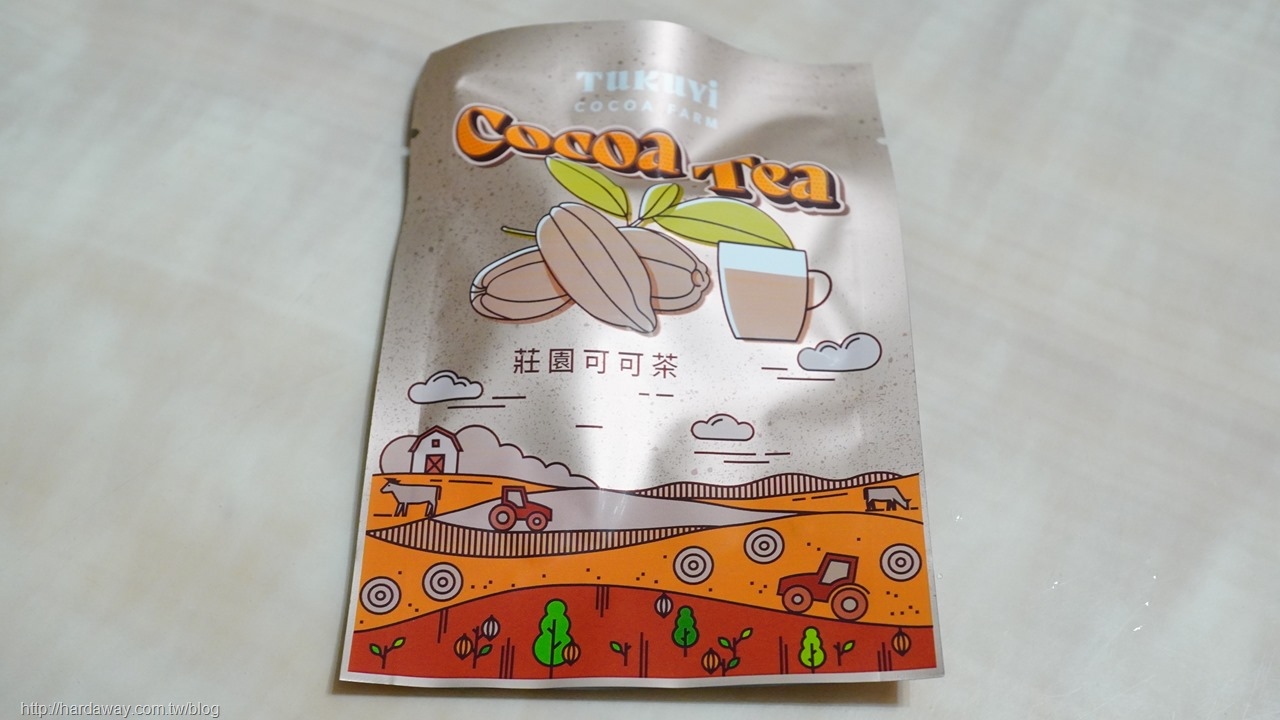 TUKUYI
COCOA FARM
Cocoa Tea
莊園可可茶
http://hardaway.com.tw/blog